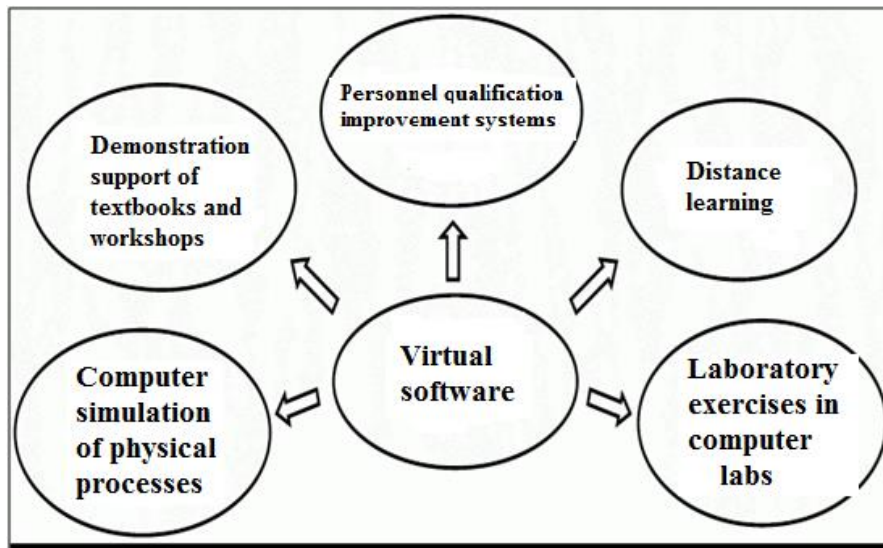 Personnel qualification
improvement systems
Demonstration
support of
textbooks and
workshops
Distance
learning
Virtual
software
Computer
simulation
of physical
processes
Laboratory
exercises in
computer
labs